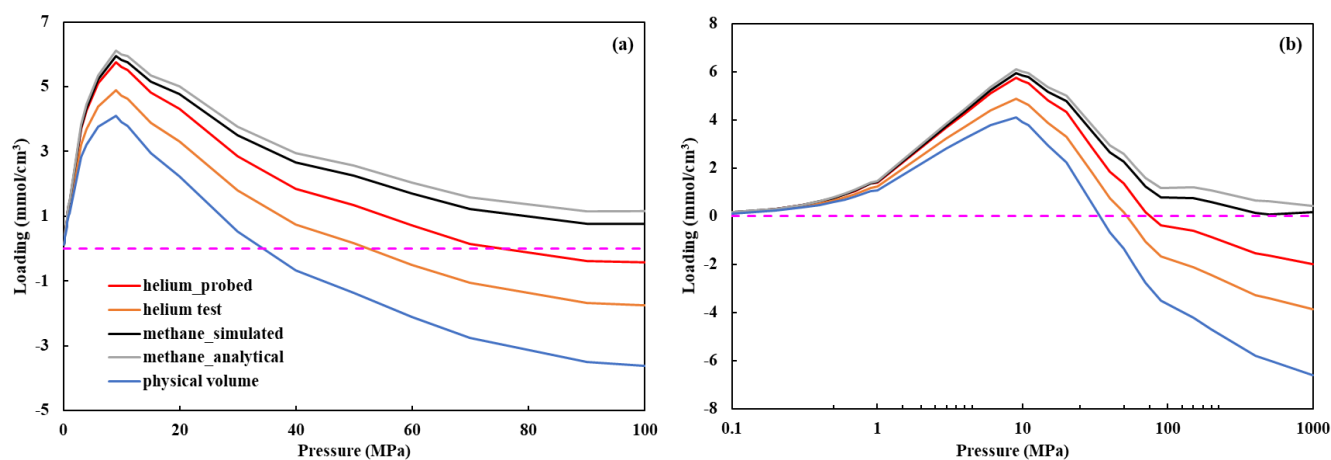 (a)
Loading (mmol/cm³)
7
5
3
1
-1
-3
-5
helium_probed
helium test
methane_simulated
methane_analytical
physical volume
0 20 40 60 80 100
Pressure (MPa)
(b)
Loading (mmol/cm³)
8
6
4
2
0
-2
-4
-6
-8
0.1 1 10 100 1000
Pressure (MPa)